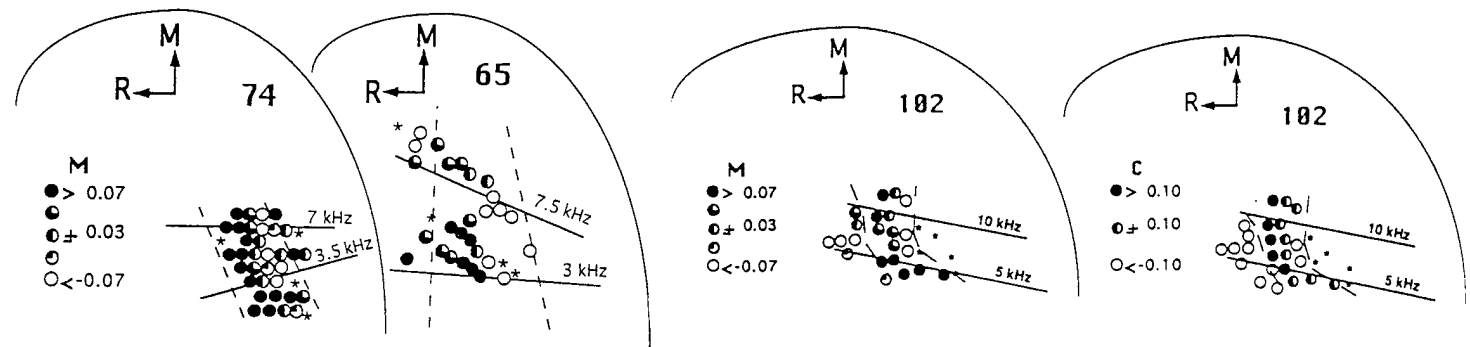 M
R
74
M
> 0.07
± 0.03
<-0.07
7 kHz
3.5 kHz
M
R
65
7.5 kHz
3 kHz
M
R
102
M
> 0.07
± 0.03
<-0.07
10 kHz
5 kHz
M
R
102
C
> 0.10
± 0.10
<-0.10
10 kHz
5 kHz